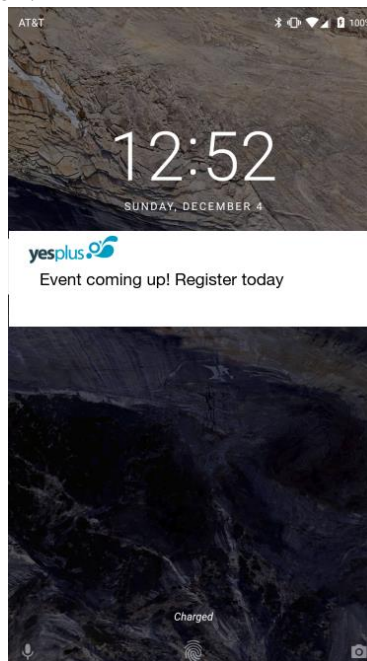 AT&T
100%
12:52
SUNDAY, DECEMBER 4
yesplus
Event coming up! Register today
Charged